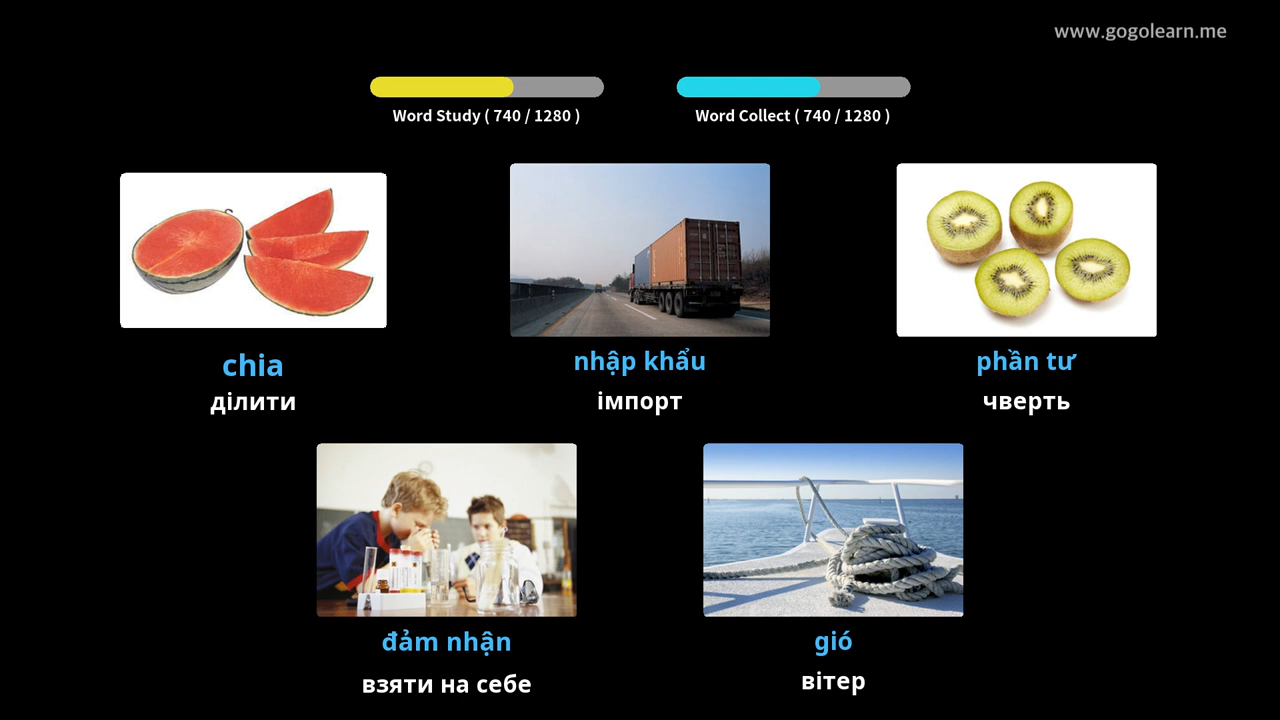 www.gogolearn.me
Word Study ( 740 / 1280 )
Word Collect ( 740 / 1280 )
chia
ділити
nhập khẩu
імпорт
phần tư
чверть
đảm nhận
взяти на себе
gió
вітер